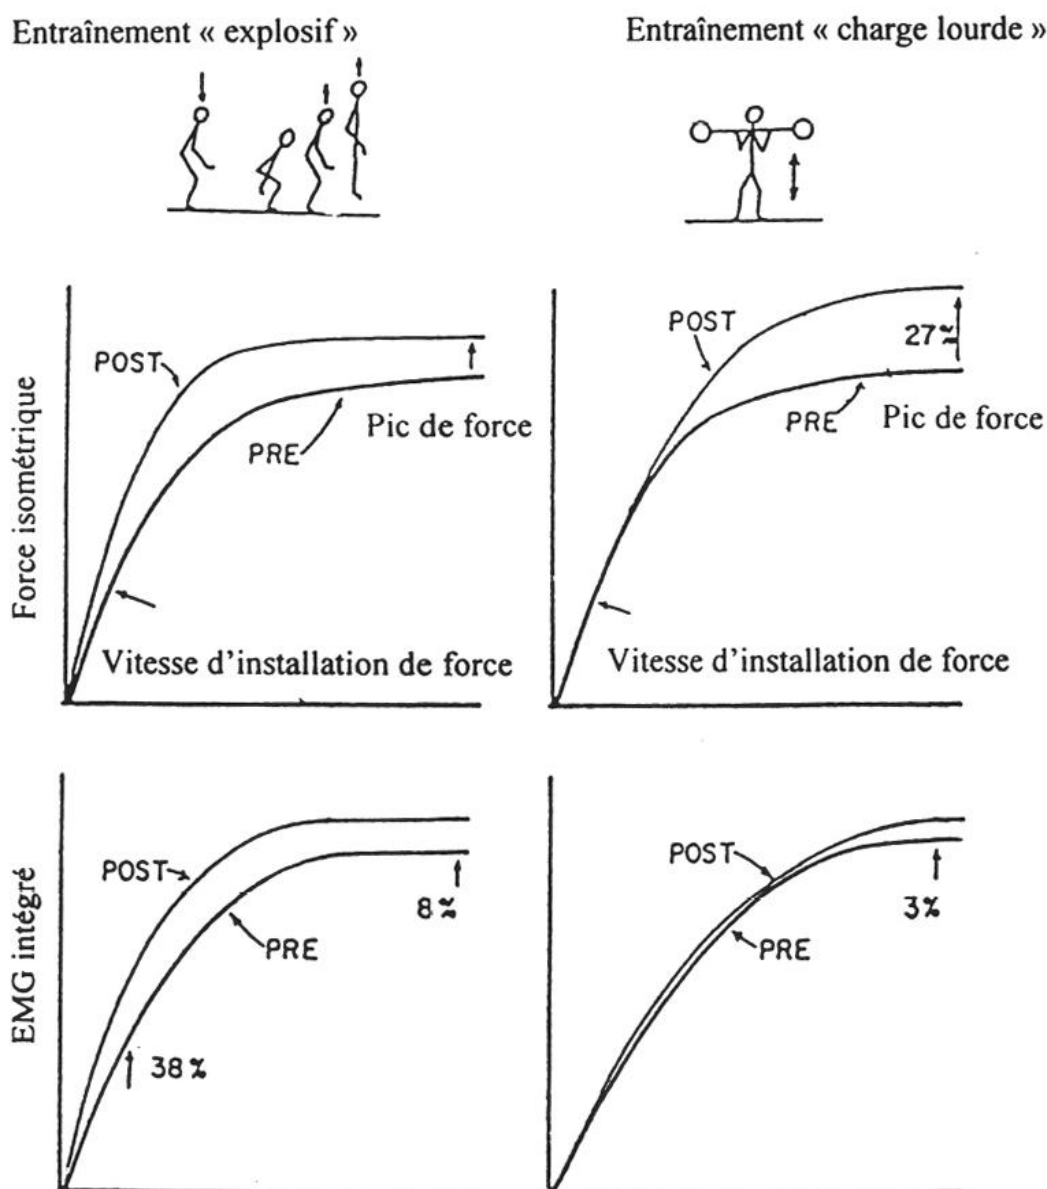 Entraînement « explosif »
Entraînement « charge lourde »
Force isométrique
POST
PRE
Pic de force
Vitesse d'installation de force
POST
27%
PRE
Pic de force
Vitesse d'installation de force
EMG intégré
POST
PRE
8%
38%
POST
PRE
3%